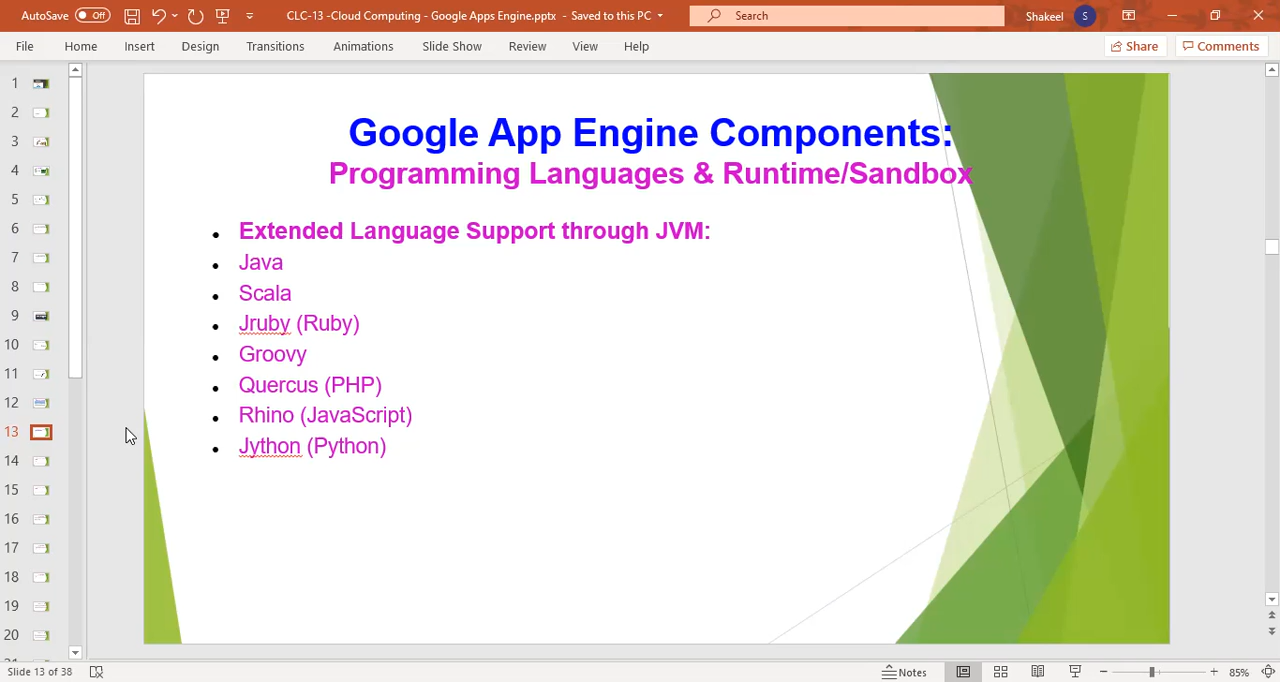 AutoSave Off CLC-13 -Cloud Computing - Google Apps Engine.pptx - Saved to this PC Search Shakeel S
File Home Insert Design Transitions Animations Slide Show Review View Help Share Comments
1
2
3
4
5
6
7
8
9
10
11
12
13
14
15
16
17
18
19
20
Google App Engine Components:
Programming Languages & Runtime/Sandbox
• Extended Language Support through JVM:
• Java
• Scala
• Jruby (Ruby)
• Groovy
• Quercus (PHP)
• Rhino (JavaScript)
• Jython (Python)
Slide 13 of 38 Notes 85%